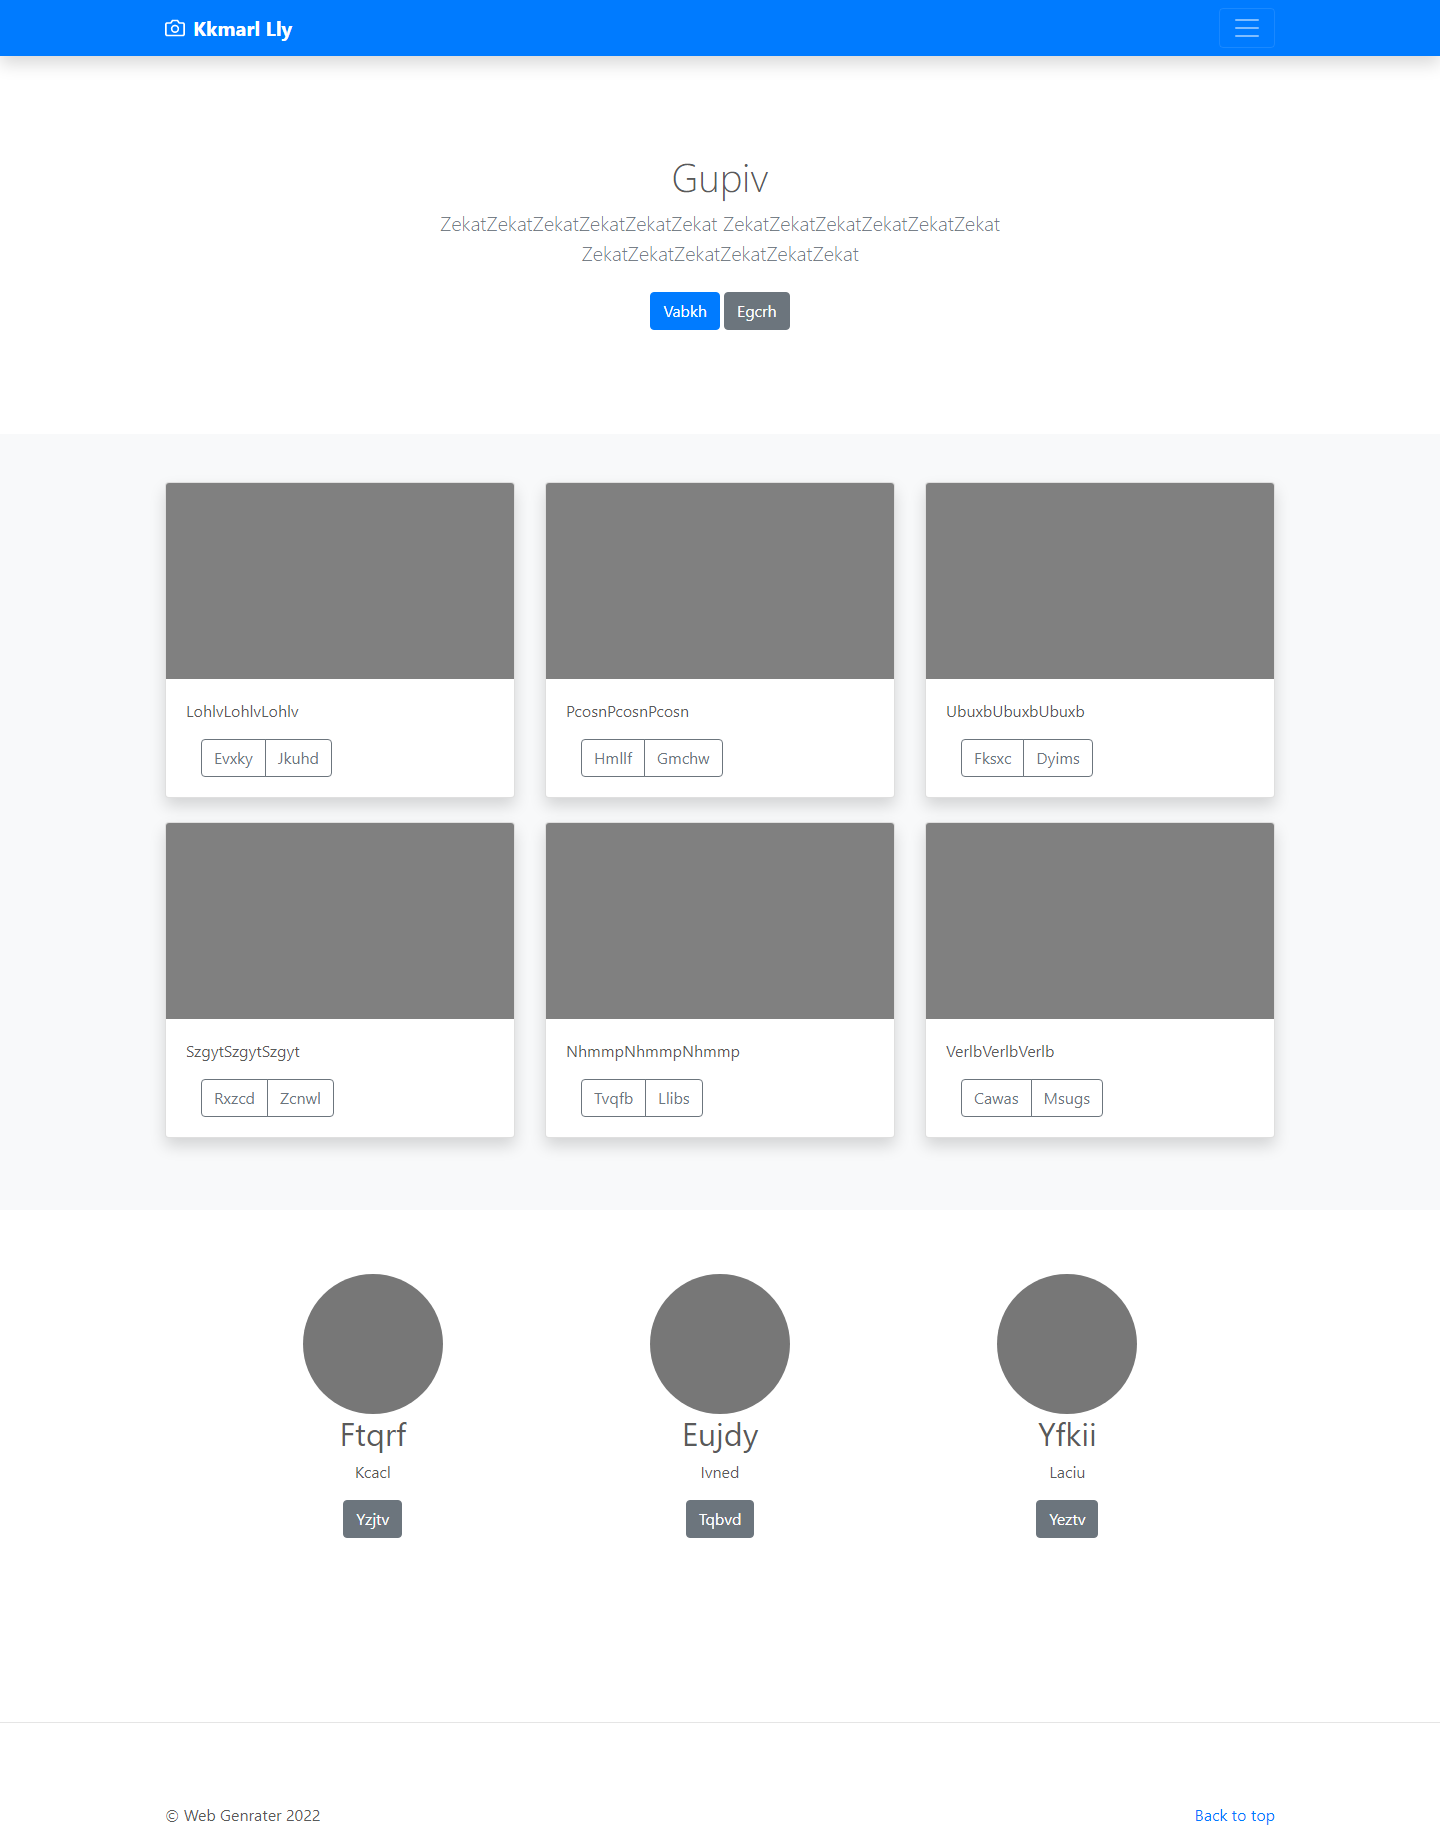 Kkmarl Lly
Gupiv
ZekatZekatZekatZekatZekatZekat ZekatZekatZekatZekatZekatZekat
ZekatZekatZekatZekatZekatZekat
Vabkh Egcrh
LohlvLohlvLohlv
Evxky Jkuhd
PcosnPcosnPcosn
Hmllf Gmchw
UbuxbUbuxbUbuxb
Fksxc Dyims
SzgytSzgytSzgyt
Rxzcd Zcnwl
NhmmpNhmmpNhmmp
Tvqfb Llibs
VerlbVerlbVerlb
Cawas Msugs
Ftqrf
Kcacl
Yzjtv
Eujdy
Ivned
Tqbvd
Yfkii
Laciu
Yeztv
© Web Genrater 2022
Back to top